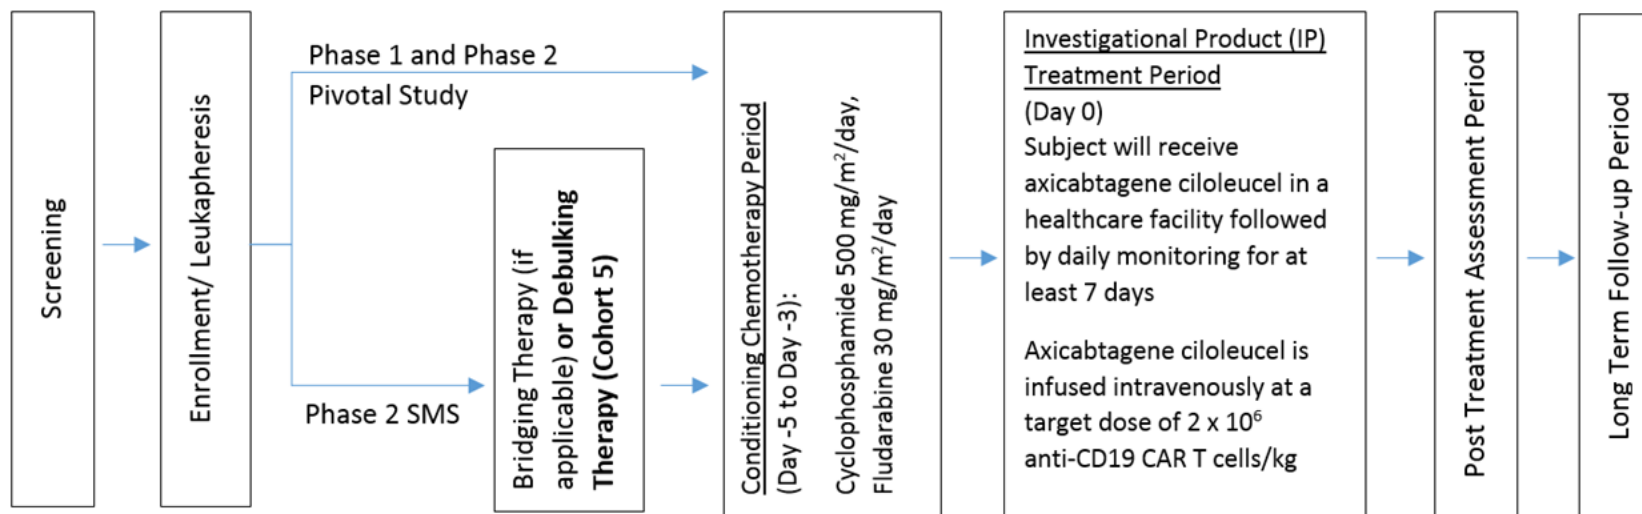 Screening
Enrollment/ Leukapheresis
Phase 1 and Phase 2
Pivotal Study
Phase 2 SMS
Bridging Therapy (if
applicable) or Debulking
Therapy (Cohort 5)
Conditioning Chemotherapy Period
(Day -5 to Day -3):
Cyclophosphamide 500 mg/m²/day,
Fludarabine 30 mg/m²/day
Investigational Product (IP)
Treatment Period
(Day 0)
Subject will receive
axicabtagene ciloleucel in a
healthcare facility followed
by daily monitoring for at
least 7 days
Axicabtagene ciloleucel is
infused intravenously at a
target dose of 2 x 10⁶
anti-CD19 CAR T cells/kg
Post Treatment Assessment Period
Long Term Follow-up Period